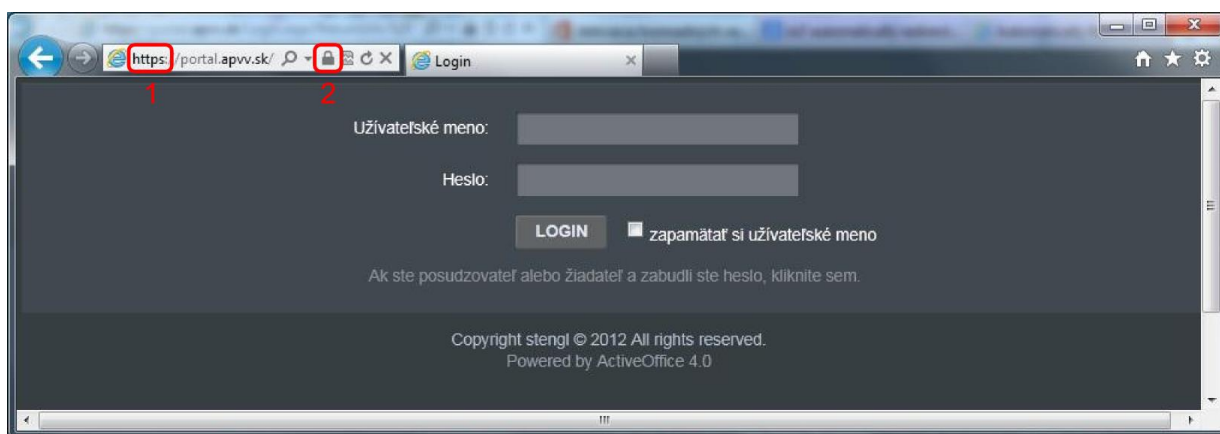 https://portal.apvv.sk/
Login
1
2
Užívateľské meno:
Heslo:
LOGIN
zapamätať si užívateľské meno
Ak ste posudzovateľ alebo žiadateľ a zabudli ste heslo, kliknite sem.
Copyright stengl © 2012 All rights reserved.
Powered by ActiveOffice 4.0